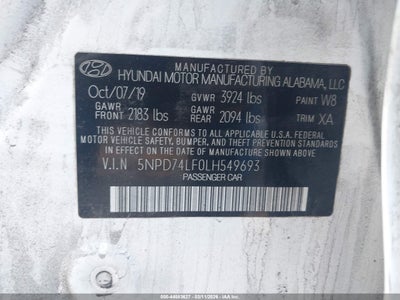 MANUFACTURED BY
HYUNDAI MOTOR MANUFACTURING ALABAMA, LLC
Oct/07/19 GVWR 3924 lbs PAINT W8
GAWR FRONT 2183 lbs GAWR REAR 2094 lbs TRIM XA
THIS VEHICLE CONFORMS TO ALL APPLICABLE U.S.A. FEDERAL
MOTOR VEHICLE SAFETY, BUMPER, AND THEFT PREVENTION
STANDARDS IN EFFECT ON THE DATE OF MANUFACTURE SHOWN ABOVE.
V.I.N 5NPD74LF0LH549693
PASSENGER CAR